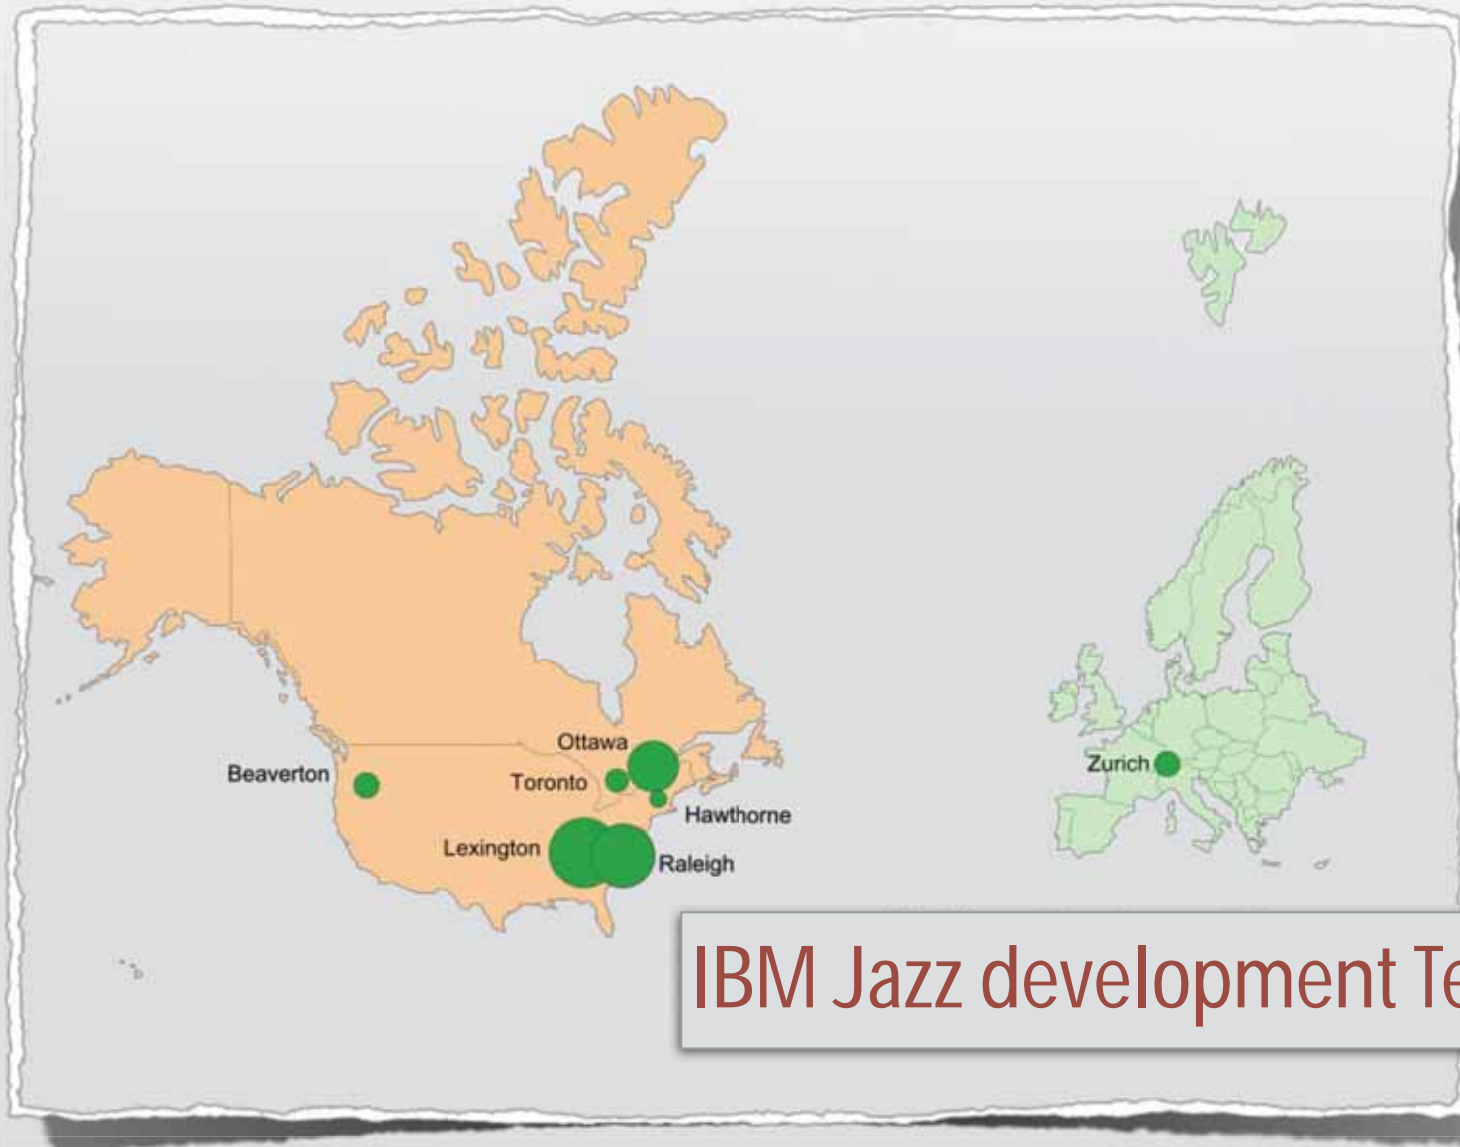 Ottawa
Beaverton
Toronto
Zurich
Hawthorne
Lexington
Raleigh
IBM Jazz development Te